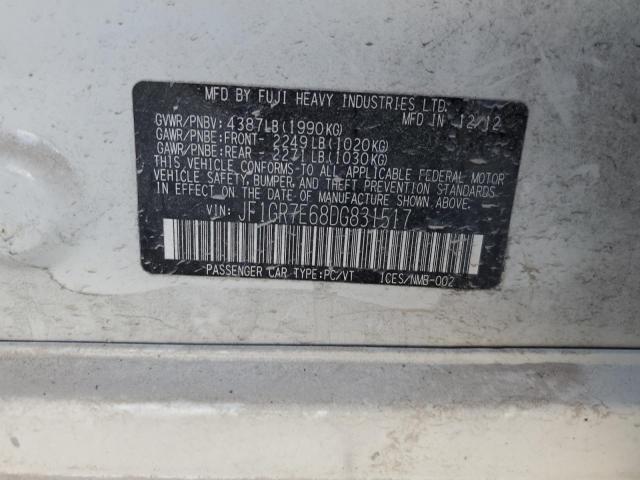 MFD BY FUJI HEAVY INDUSTRIES LTD.
MFD IN 12/12
GVWR/PNBV: 4387LB(1990KG)
GAWR/PNBE:FRONT- 2249LB(1020KG)
GAWR/PNBE:REAR - 2271LB(1030KG)
THIS VEHICLE CONFORMS TO ALL APPLICABLE FEDERAL MOTOR
VEHICLE SAFETY, BUMPER, AND THEFT PREVENTION STANDARDS
IN EFFECT ON THE DATE OF MANUFACTURE SHOWN ABOVE.
VIN: JF1GR7E68DG831517
PASSENGER CAR TYPE:PC/VT ICES/NMB-002